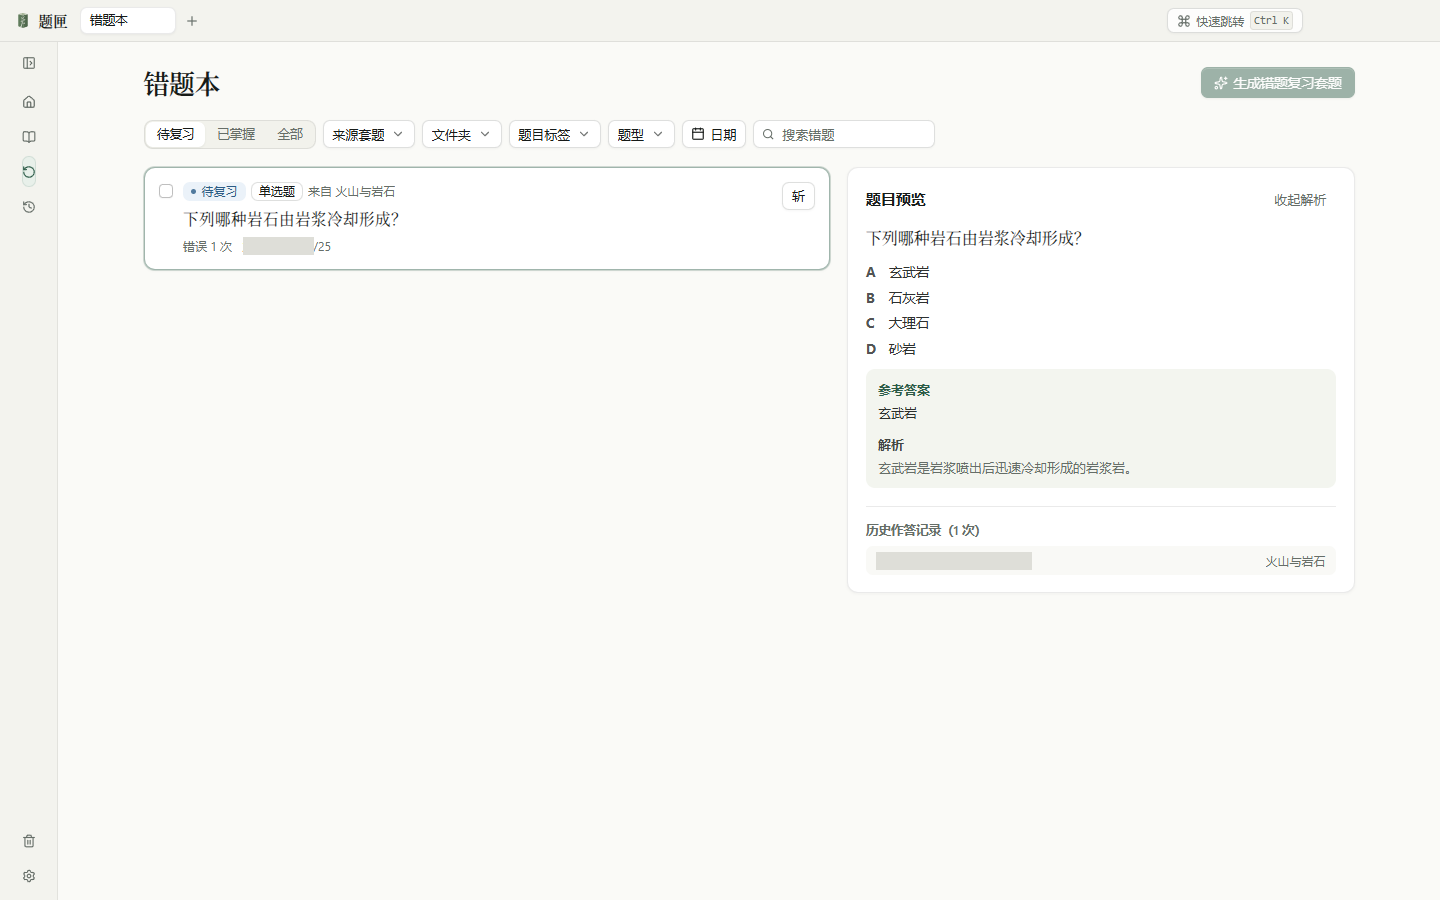 题匣 错题本 快速跳转 Ctrl K
错题本
生成错题复习套题
待复习 已掌握 全部 来源套题 文件夹 题目标签 题型 日期 搜索错题
待复习 单选题 来自 火山与岩石
斩
下列哪种岩石由岩浆冷却形成？
错误 1 次 /25
题目预览
收起解析
下列哪种岩石由岩浆冷却形成？
A 玄武岩
B 石灰岩
C 大理石
D 砂岩
参考答案
玄武岩
解析
玄武岩是岩浆喷出后迅速冷却形成的岩浆岩。
历史作答记录（1 次）
火山与岩石